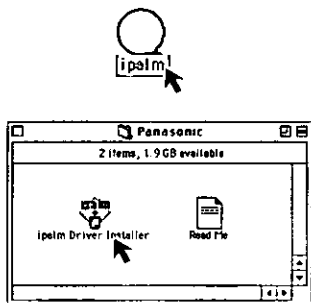 ipalm
Panasonic
2 items, 1.9 GB available
ipalm Driver Installer
Read Me